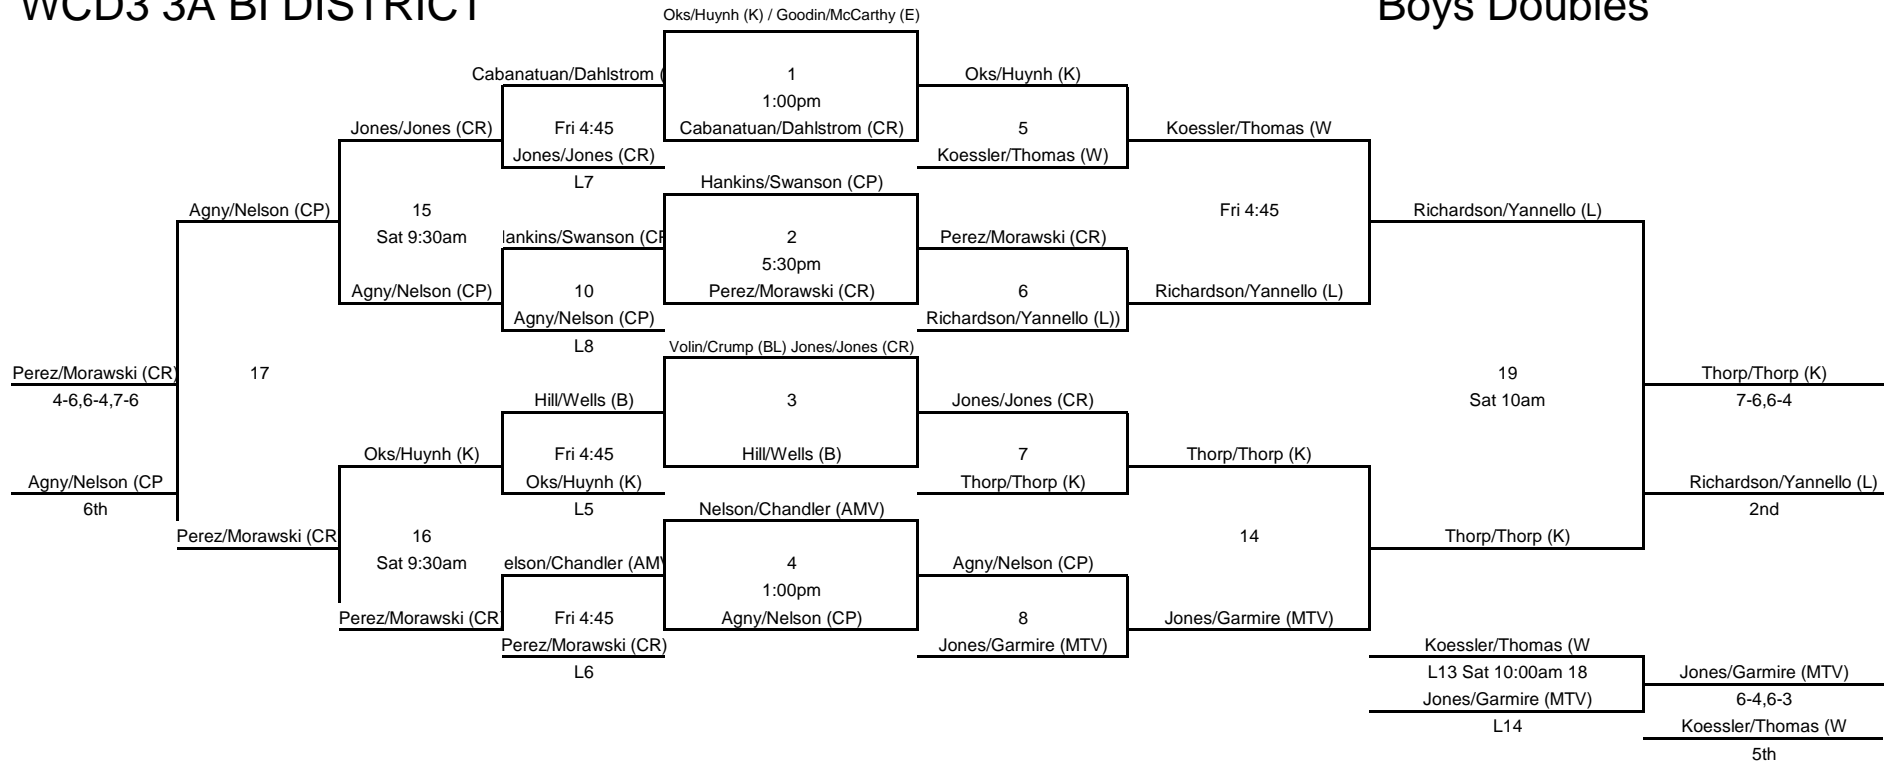 WCD3 3A BI DISTRICT
Boys Doubles
Oks/Huynh (K) / Goodin/McCarthy (E)
Cabanatuan/Dahlstrom (
1
Oks/Huynh (K)
1:00pm
Jones/Jones (CR)
Fri 4:45
Cabanatuan/Dahlstrom (CR)
5
Koessler/Thomas (W
Jones/Jones (CR)
Koessler/Thomas (W)
L7
Hankins/Swanson (CP)
Agny/Nelson (CP)
15
Fri 4:45
Richardson/Yannello (L)
Sat 9:30am
ankins/Swanson (CP
2
Perez/Morawski (CR)
5:30pm
Agny/Nelson (CP)
10
Perez/Morawski (CR)
6
Richardson/Yannello (L)
Agny/Nelson (CP)
Richardson/Yannello (L))
L8
Volin/Crump (BL) Jones/Jones (CR)
Perez/Morawski (CR)
17
19
Thorp/Thorp (K)
4-6,6-4,7-6
Hill/Wells (B)
3
Jones/Jones (CR)
Sat 10am
7-6,6-4
Oks/Huynh (K)
Fri 4:45
Hill/Wells (B)
7
Thorp/Thorp (K)
Agny/Nelson (CP
Oks/Huynh (K)
Thorp/Thorp (K)
Richardson/Yannello (L)
6th
L5
Nelson/Chandler (AMV)
2nd
Perez/Morawski (CR
16
14
Thorp/Thorp (K)
Sat 9:30am
elson/Chandler (AMV
4
Agny/Nelson (CP)
1:00pm
Perez/Morawski (CR
Fri 4:45
Agny/Nelson (CP)
8
Jones/Garmire (MTV)
Perez/Morawski (CR)
Jones/Garmire (MTV)
Koessler/Thomas (W
L6
L13 Sat 10:00am 18
Jones/Garmire (MTV)
Jones/Garmire (MTV)
6-4,6-3
L14
Koessler/Thomas (W
5th